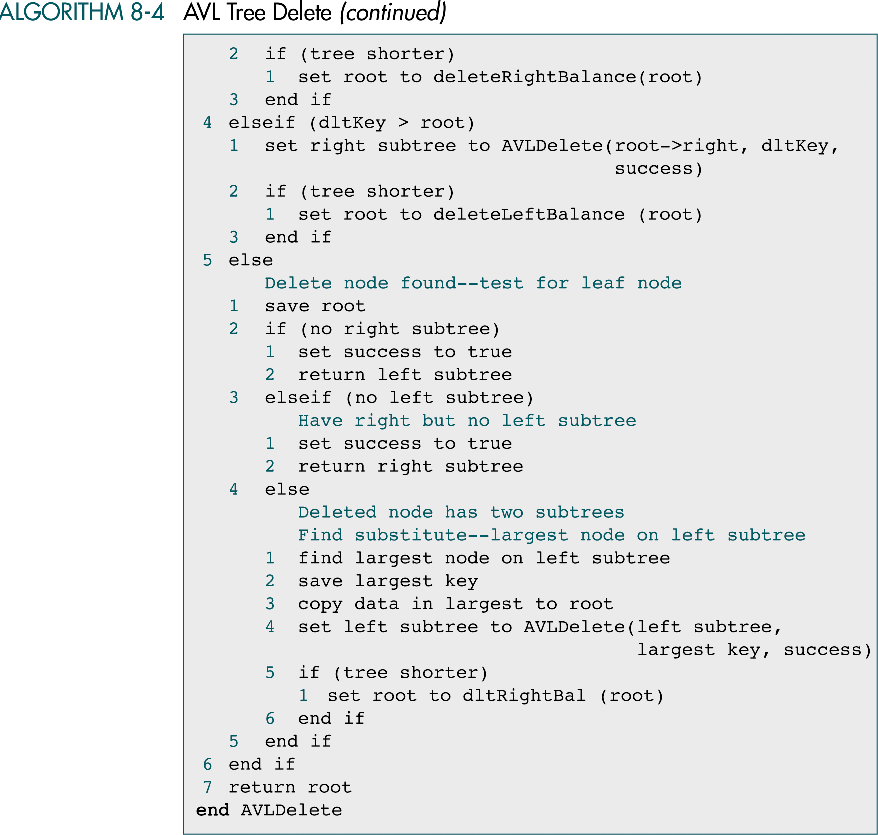 ALGORITHM 8-4 AVL Tree Delete (continued)
2 if (tree shorter)
1 set root to deleteRightBalance(root)
3 end if
4 elseif (dltKey > root)
1 set right subtree to AVLDelete(root->right, dltKey,
success)
2 if (tree shorter)
1 set root to deleteLeftBalance (root)
3 end if
5 else
Delete node found--test for leaf node
1 save root
2 if (no right subtree)
1 set success to true
2 return left subtree
3 elseif (no left subtree)
Have right but no left subtree
1 set success to true
2 return right subtree
4 else
Deleted node has two subtrees
Find substitute--largest node on left subtree
1 find largest node on left subtree
2 save largest key
3 copy data in largest to root
4 set left subtree to AVLDelete(left subtree,
largest key, success)
5 if (tree shorter)
1 set root to dltRightBal (root)
6 end if
5 end if
6 end if
7 return root
end AVLDelete